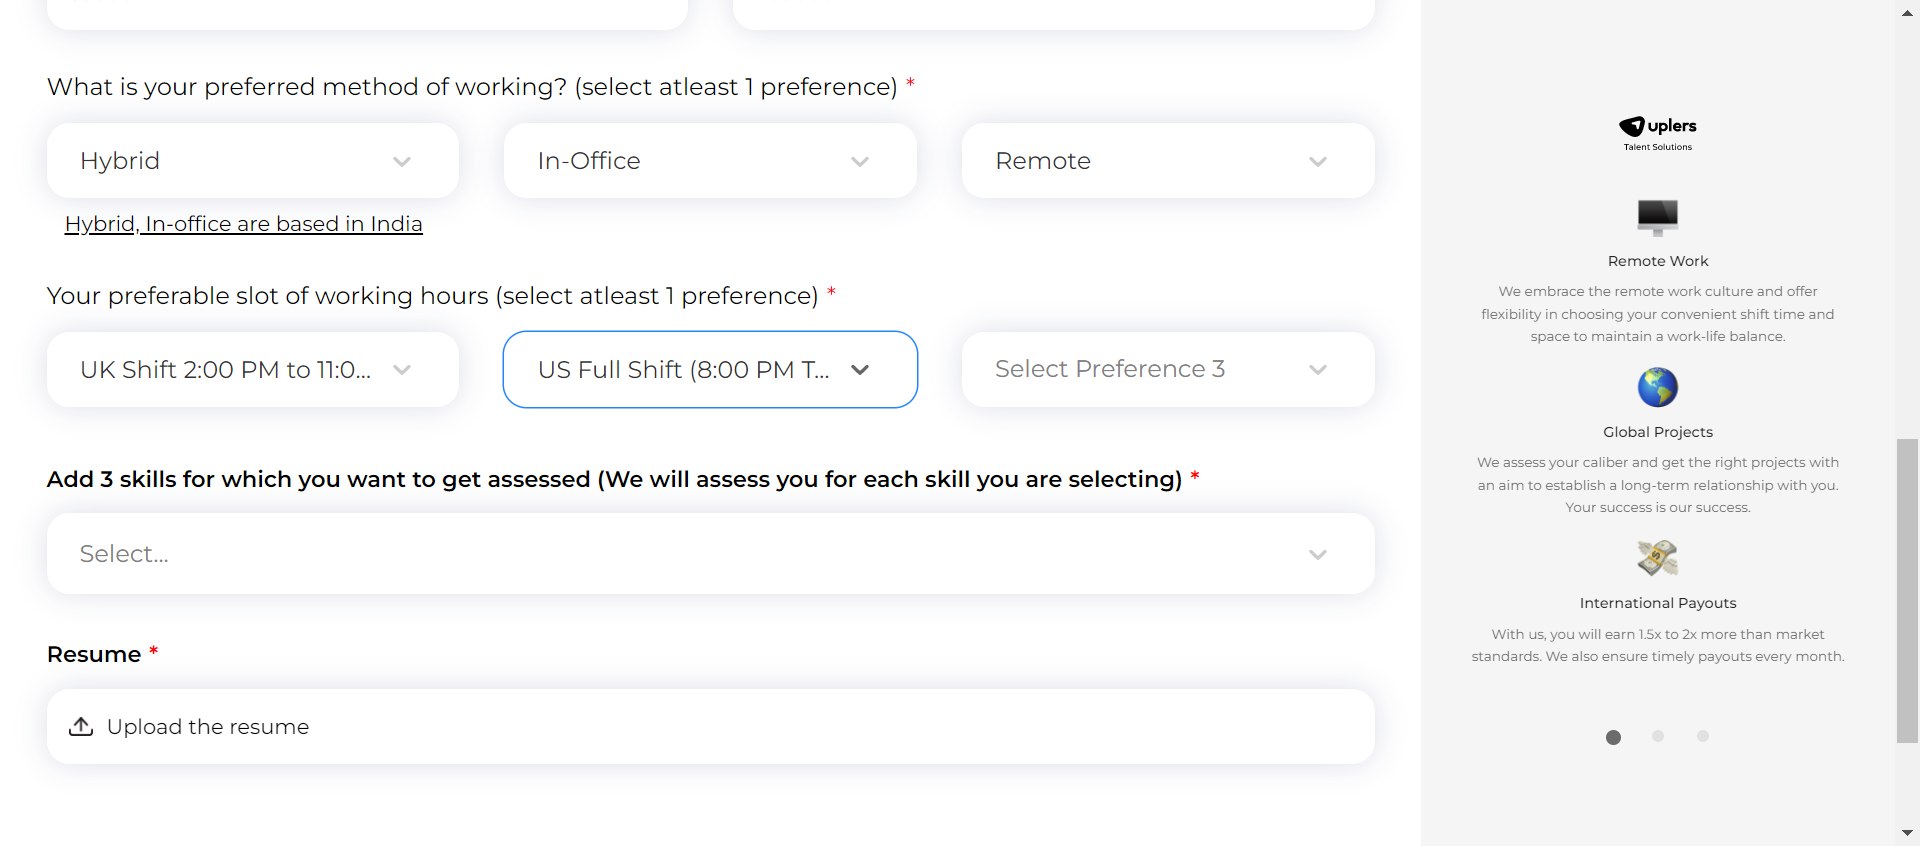 What is your preferred method of working? (select atleast 1 preference) *
Hybrid
In-Office
Remote
Hybrid, In-office are based in India
Your preferable slot of working hours (select atleast 1 preference) *
UK Shift 2:00 PM to 11:0...
US Full Shift (8:00 PM T...
Select Preference 3
Add 3 skills for which you want to get assessed (We will assess you for each skill you are selecting) *
Select...
Resume *
Upload the resume
uplers
Talent Solutions
Remote Work
We embrace the remote work culture and offer
flexibility in choosing your convenient shift time and
space to maintain a work-life balance.
Global Projects
We assess your caliber and get the right projects with
an aim to establish a long-term relationship with you.
Your success is our success.
International Payouts
With us, you will earn 1.5x to 2x more than market
standards. We also ensure timely payouts every month.